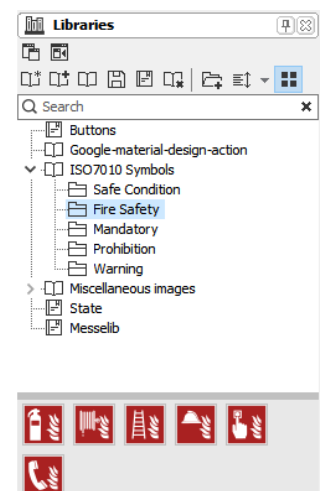 Libraries
Search
Buttons
Google-material-design-action
ISO7010 Symbols
Safe Condition
Fire Safety
Mandatory
Prohibition
Warning
Miscellaneous images
State
Messelib